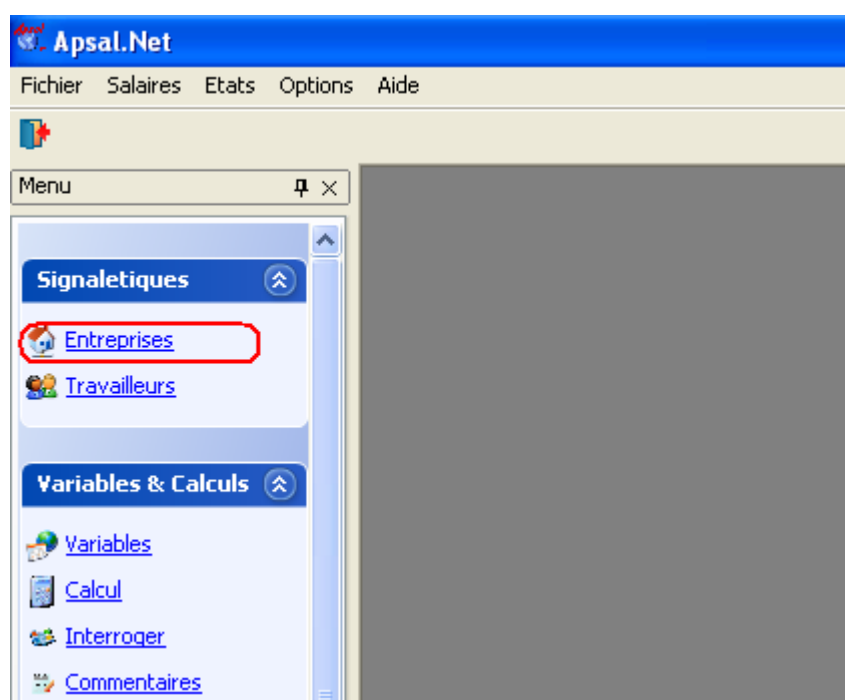 Apsal.Net
Fichier Salaires Etats Options Aide
Menu
Signaletiques
Entreprises
Travailleurs
Variables & Calculs
Variables
Calcul
Interroger
Commentaires